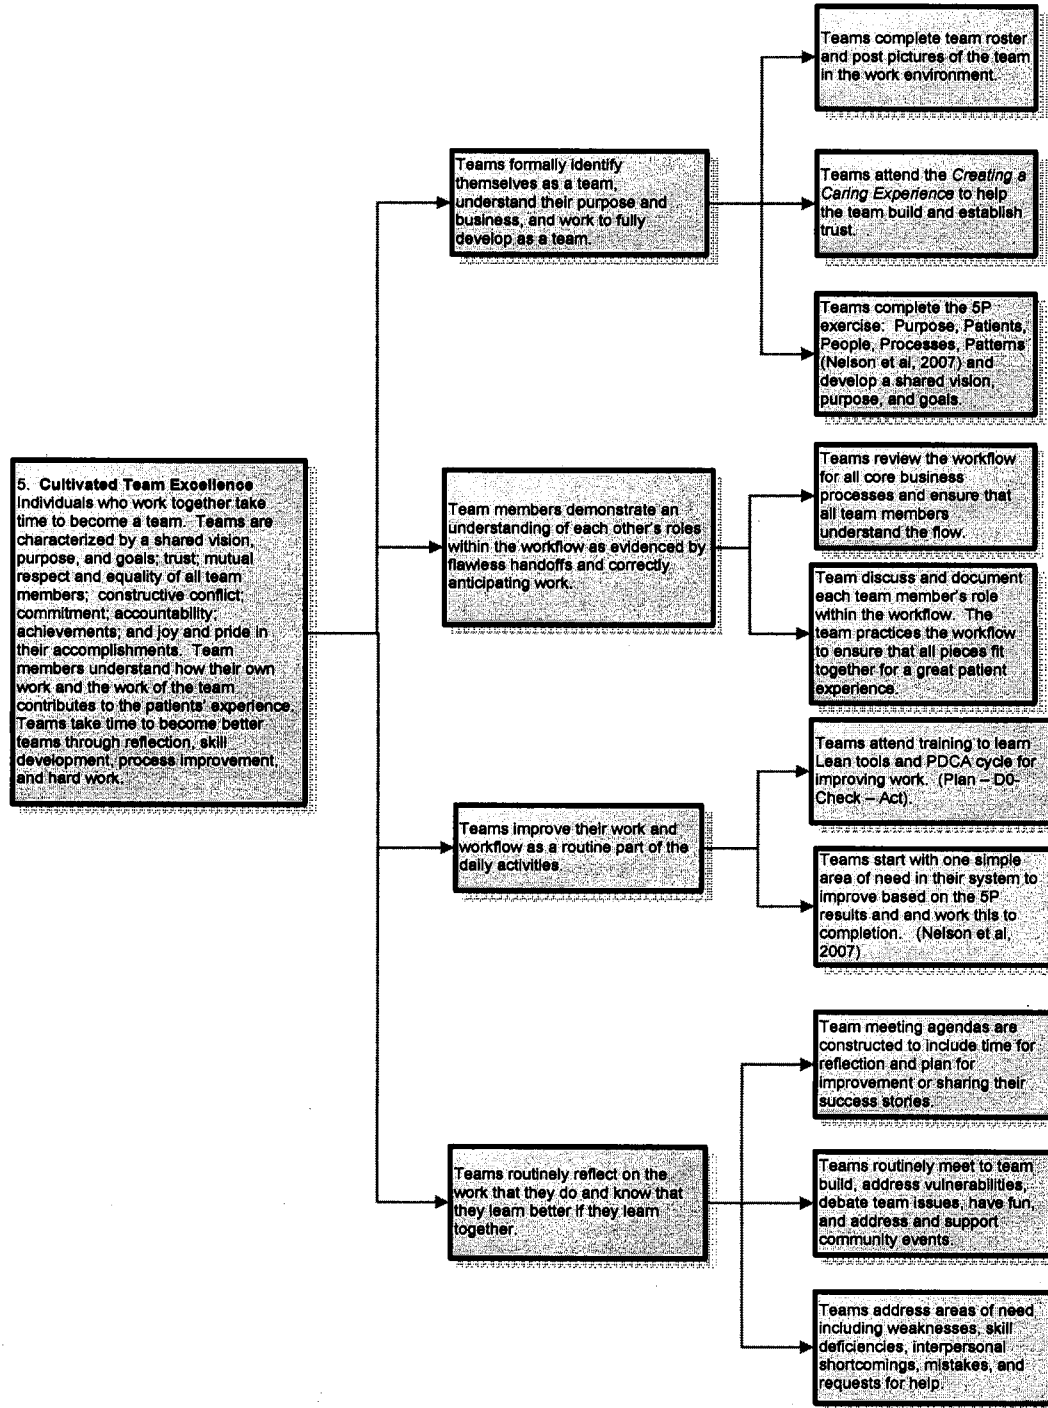 Teams complete team roster
and post pictures of the team
in the work environment.
Teams formally identify
themselves as a team,
understand their purpose and
business, and work to fully
develop as a team.
Teams attend the Creating a
Caring Experience to help
the team build and establish
trust.
Teams complete the 5P
exercise: Purpose, Patients,
People, Processes, Patterns
(Nelson et al, 2007) and
develop a shared vision,
purpose, and goals.
5. Cultivated Team Excellence
Individuals who work together take
time to become a team. Teams are
characterized by a shared vision,
purpose, and goals; trust; mutual
respect and equality of all team
members; constructive conflict;
commitment; accountability;
achievements; and joy and pride in
their accomplishments. Team
members understand how their own
work and the work of the team
contributes to the patients' experience.
Teams take time to become better
teams through reflection, skill
development, process improvement,
and hard work.
Team members demonstrate an
understanding of each other's roles
within the workflow as evidenced by
flawless handoffs and correctly
anticipating work.
Teams review the workflow
for all core business
processes and ensure that
all team members
understand the flow.
Team discuss and document
each team member's role
within the workflow. The
team practices the workflow
to ensure that all pieces fit
together for a great patient
experience.
Teams improve their work and
workflow as a routine part of the
daily activities.
Teams attend training to learn
Lean tools and PDCA cycle for
improving work. (Plan – D0-
Check – Act).
Teams start with one simple
area of need in their system to
improve based on the 5P
results and and work this to
completion. (Nelson et al,
2007)
Teams routinely reflect on the
work that they do and know that
they learn better if they learn
together.
Team meeting agendas are
constructed to include time for
reflection and plan for
improvement or sharing their
success stories.
Teams routinely meet to team
build, address vulnerabilities,
debate team issues, have fun,
and address and support
community events.
Teams address areas of need
including weaknesses, skill
deficiencies, interpersonal
shortcomings, mistakes, and
requests for help.